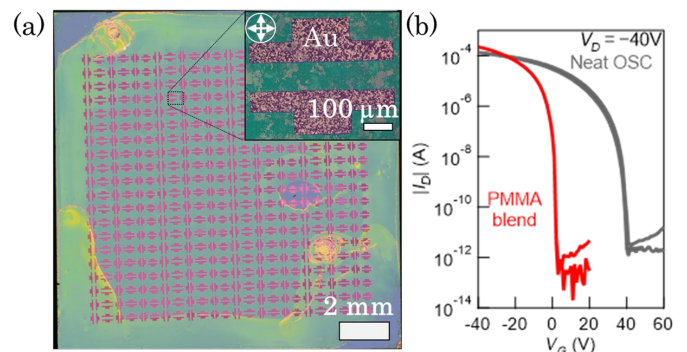 (a)
Au
100 µm
2 mm
(b)
V_D = −40V
Neat OSC
PMMA
blend
|I_D| (A)
10^-4
10^-6
10^-8
10^-10
10^-12
10^-14
-40 -20 0 20 40 60
V_G (V)